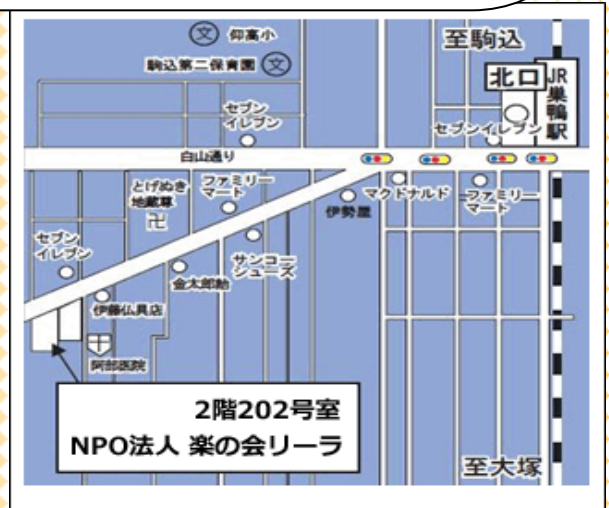 仰高小
文
至駒込
駒込第二保育園
文
北口
JR
巣
鴨
駅
セブン
イレブン
セブンイレブン
白山通り
とげぬき
地蔵尊
卍
ファミリー
マート
伊勢屋
マクドナルド
ファミリー
マート
セブン
イレブン
サンコー
シューズ
金太郎飴
伊藤仏具店
阿部医院
2階202号室
NPO法人 楽の会リーラ
至大塚